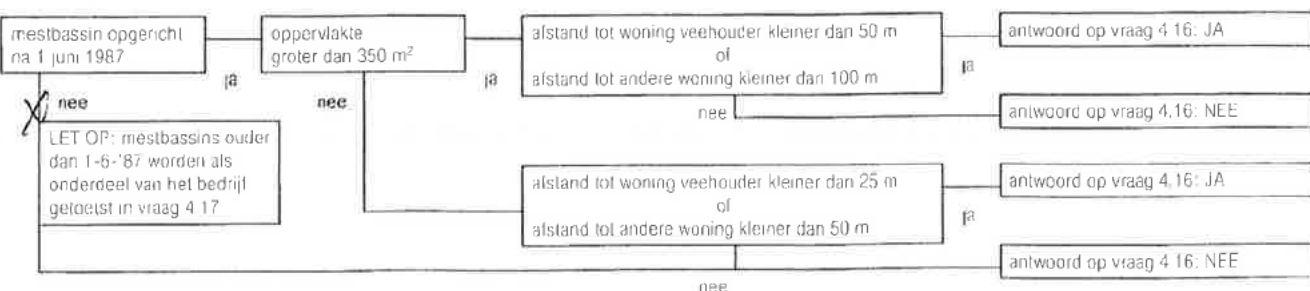 mestbassin opgericht
na 1 juni 1987
ja
nee
LET OP: mestbassins ouder
dan 1-6-'87 worden als
onderdeel van het bedrijf
getoetst in vraag 4.17
oppervlakte
groter dan 350 m²
ja
nee
afstand tot woning veehouder kleiner dan 50 m
of
afstand tot andere woning kleiner dan 100 m
ja
nee
antwoord op vraag 4.16: JA
antwoord op vraag 4.16: NEE
afstand tot woning veehouder kleiner dan 25 m
of
afstand tot andere woning kleiner dan 50 m
ja
nee
antwoord op vraag 4.16: JA
antwoord op vraag 4.16: NEE